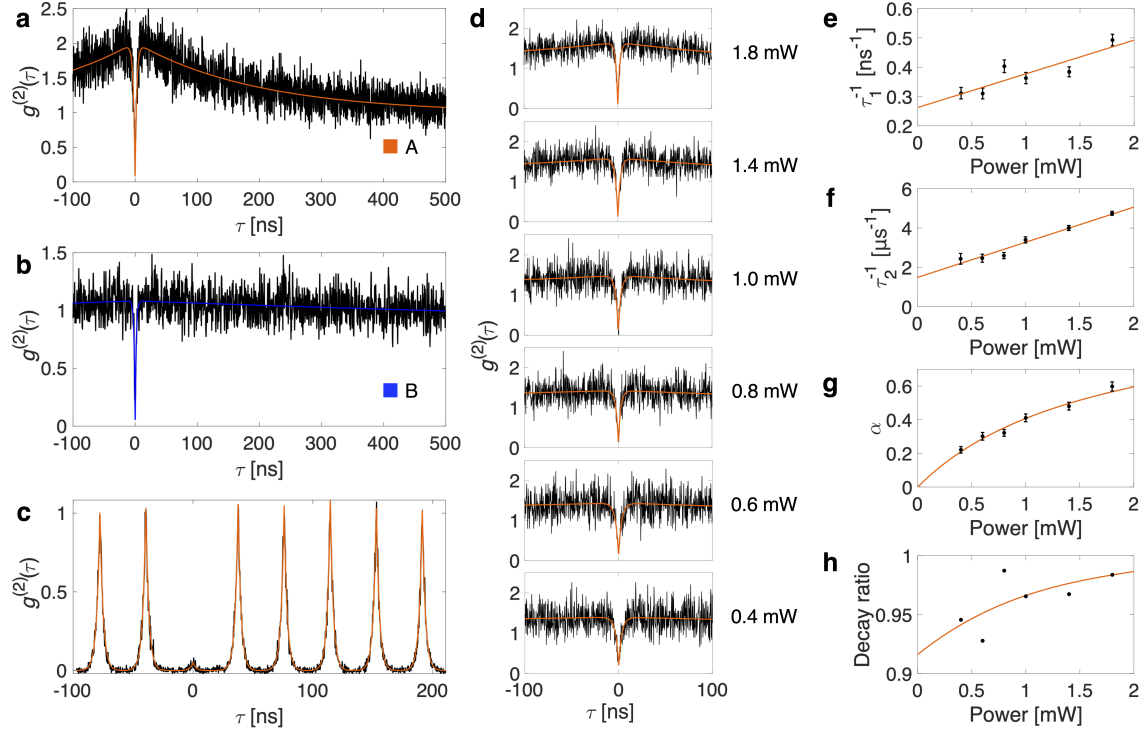 a
2.5
2
1.5
1
0.5
0
g(2)(τ)
A
-100 0 100 200 300 400 500
τ [ns]
b
1.5
1
0.5
0
g(2)(τ)
B
-100 0 100 200 300 400 500
τ [ns]
c
1
0.5
0
g(2)(τ)
-100 0 100 200
τ [ns]
d
g(2)(τ)
2
1
0
1.8 mW
2
1
0
1.4 mW
2
1
0
1.0 mW
2
1
0
0.8 mW
2
1
0
0.6 mW
2
1
0
0.4 mW
-100 0 100
τ [ns]
e
0.6
0.5
0.4
0.3
0.2
τ1-1 [ns-1]
0 0.5 1 1.5 2
Power [mW]
f
6
4
2
0
τ2-1 [µs-1]
0 0.5 1 1.5 2
Power [mW]
g
0.6
0.4
0.2
0
α
0 0.5 1 1.5 2
Power [mW]
h
1
0.95
0.9
Decay ratio
0 0.5 1 1.5 2
Power [mW]